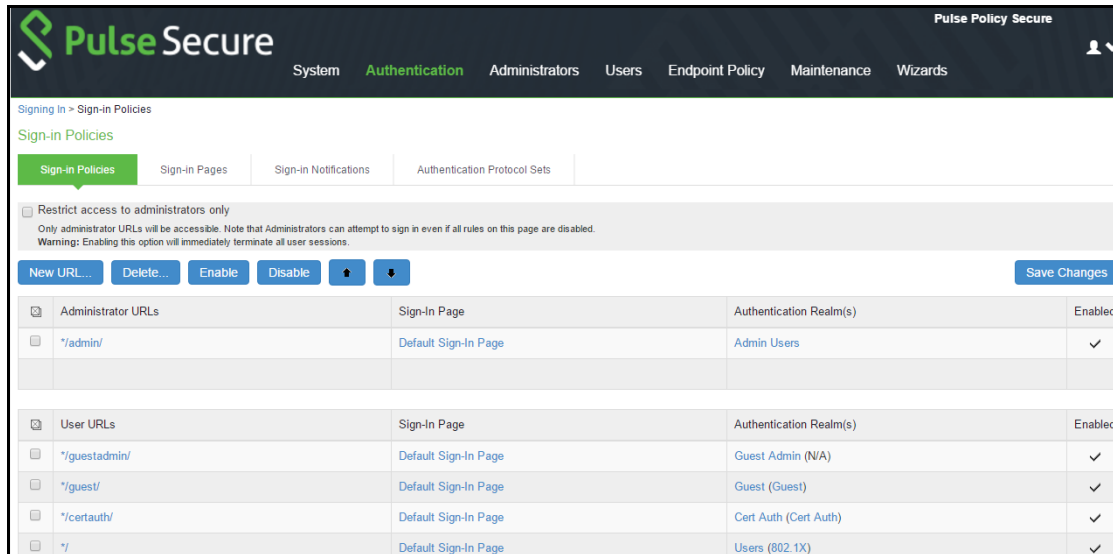 Pulse Policy Secure
Pulse Secure
System Authentication Administrators Users Endpoint Policy Maintenance Wizards
Signing In > Sign-in Policies
Sign-in Policies
Sign-in Policies Sign-in Pages Sign-in Notifications Authentication Protocol Sets
Restrict access to administrators only
Only administrator URLs will be accessible. Note that Administrators can attempt to sign in even if all rules on this page are disabled.
Warning: Enabling this option will immediately terminate all user sessions.
New URL... Delete... Enable Disable Save Changes
Administrator URLs Sign-In Page Authentication Realm(s) Enabled
*/admin/ Default Sign-In Page Admin Users
User URLs Sign-In Page Authentication Realm(s) Enabled
*/guestadmin/ Default Sign-In Page Guest Admin (N/A)
*/guest/ Default Sign-In Page Guest (Guest)
*/certauth/ Default Sign-In Page Cert Auth (Cert Auth)
*/ Default Sign-In Page Users (802.1X)